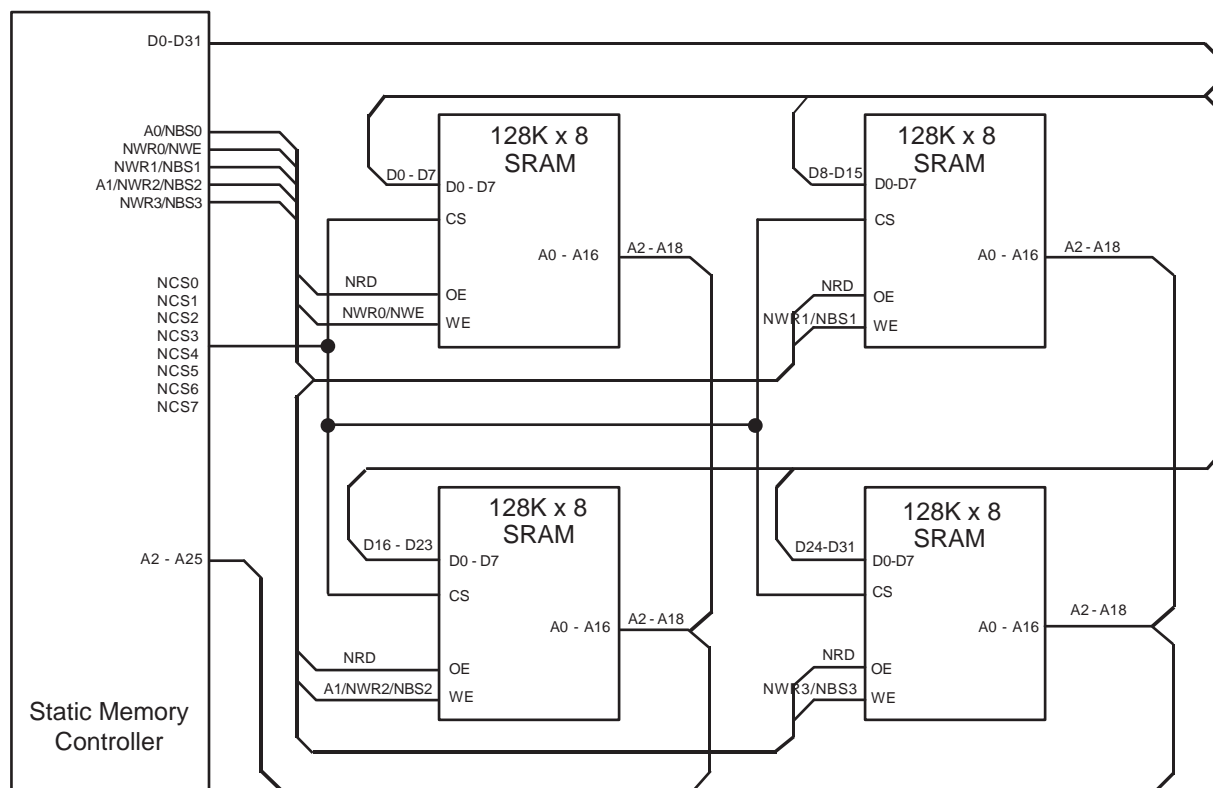 D0-D31
A0/NBS0
NWR0/NWE
NWR1/NBS1
A1/NWR2/NBS2
NWR3/NBS3
NCS0
NCS1
NCS2
NCS3
NCS4
NCS5
NCS6
NCS7
A2 - A25
Static Memory
Controller
128K x 8
SRAM
D0 - D7
D0 - D7
CS
A0 - A16
A2 - A18
NRD
OE
NWR0/NWE
WE
128K x 8
SRAM
D8-D15
D0-D7
CS
A0 - A16
A2 - A18
NRD
OE
NWR1/NBS1
WE
128K x 8
SRAM
D16 - D23
D0 - D7
CS
A0 - A16
A2 - A18
NRD
OE
A1/NWR2/NBS2
WE
128K x 8
SRAM
D24-D31
D0-D7
CS
A0 - A16
A2 - A18
NRD
OE
NWR3/NBS3
WE